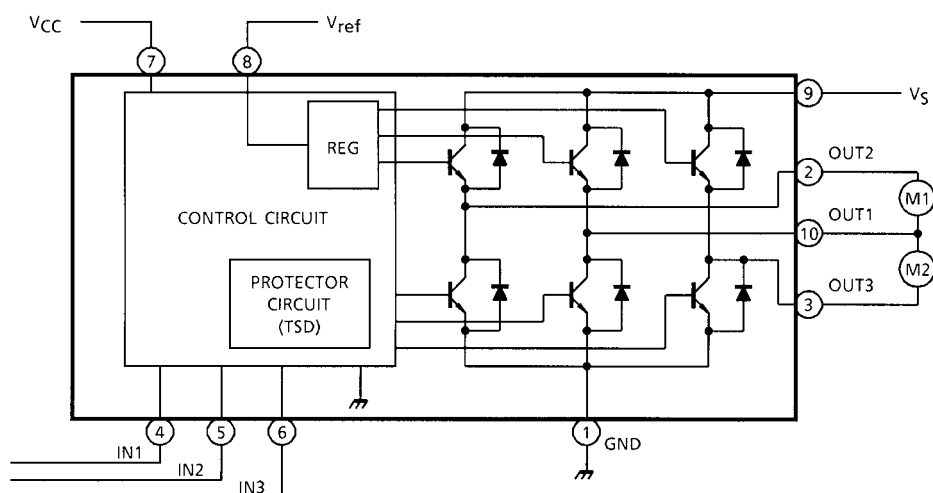 VCC
Vref
7
8
9
VS
REG
OUT2
2
M1
CONTROL CIRCUIT
OUT1
10
M2
PROTECTOR
CIRCUIT
(TSD)
OUT3
3
4
5
6
1
GND
IN1
IN2
IN3